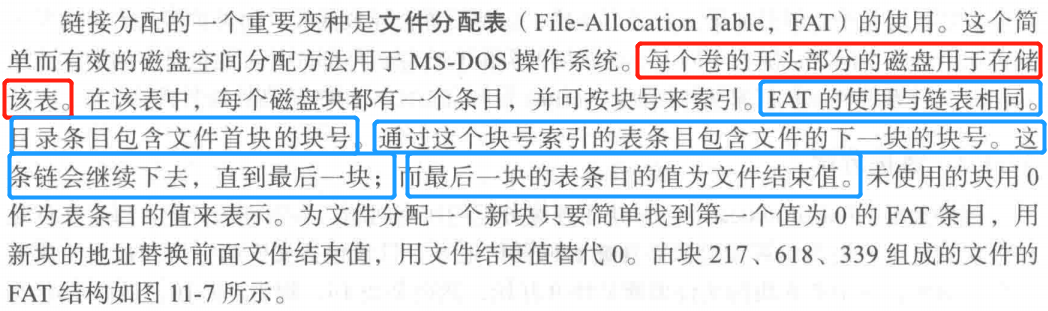 链接分配的一个重要变种是文件分配表（File-Allocation Table，FAT）的使用。这个简
单而有效的磁盘空间分配方法用于 MS-DOS 操作系统。每个卷的开头部分的磁盘用于存储
该表。在该表中，每个磁盘块都有一个条目，并可按块号来索引。FAT 的使用与链表相同。
目录条目包含文件首块的块号。通过这个块号索引的表条目包含文件的下一块的块号。这
条链会继续下去，直到最后一块；而最后一块的表条目的值为文件结束值。未使用的块用 0
作为表条目的值来表示。为文件分配一个新块只要简单找到第一个值为 0 的 FAT 条目，用
新块的地址替换前面文件结束值，用文件结束值替代 0。由块 217、618、339 组成的文件的
FAT 结构如图 11-7 所示。